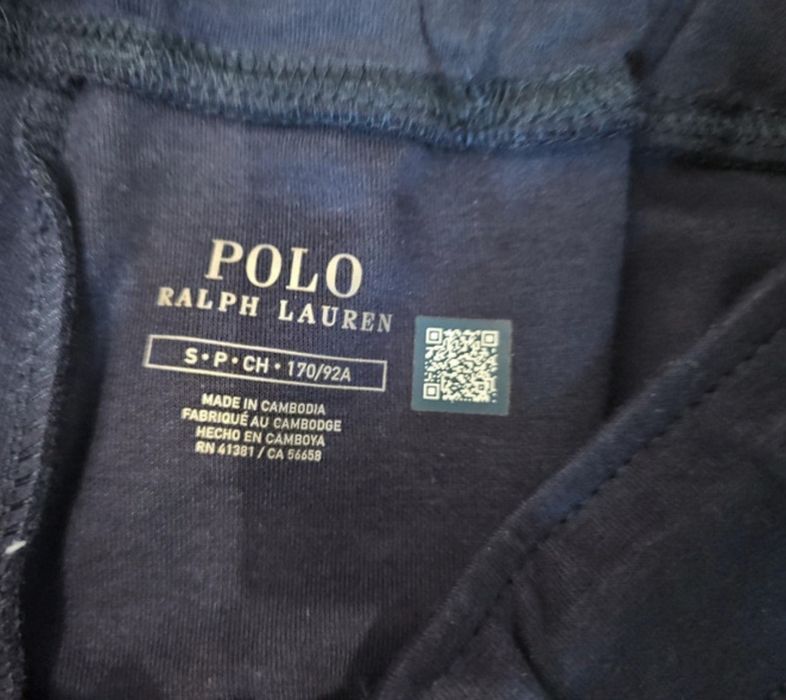 POLO
RALPH LAUREN
S•P•CH•170/92A
MADE IN CAMBODIA
FABRIQUÉ AU CAMBODGE
HECHO EN CAMBOYA
RN 41381 / CA 56658